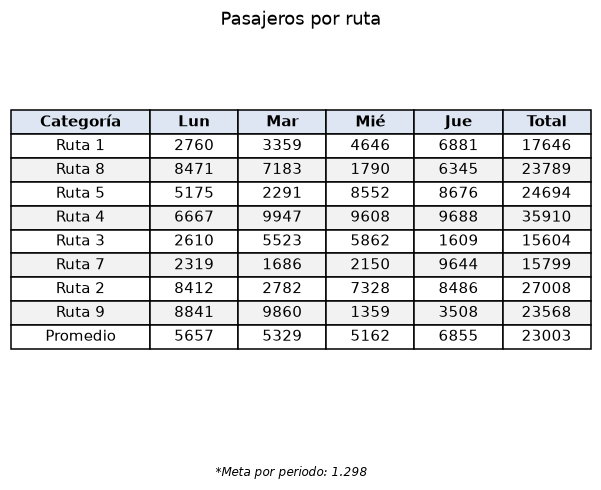 Pasajeros por ruta
Categoría Lun Mar Mié Jue Total
Ruta 1 2760 3359 4646 6881 17646
Ruta 8 8471 7183 1790 6345 23789
Ruta 5 5175 2291 8552 8676 24694
Ruta 4 6667 9947 9608 9688 35910
Ruta 3 2610 5523 5862 1609 15604
Ruta 7 2319 1686 2150 9644 15799
Ruta 2 8412 2782 7328 8486 27008
Ruta 9 8841 9860 1359 3508 23568
Promedio 5657 5329 5162 6855 23003
*Meta por periodo: 1.298